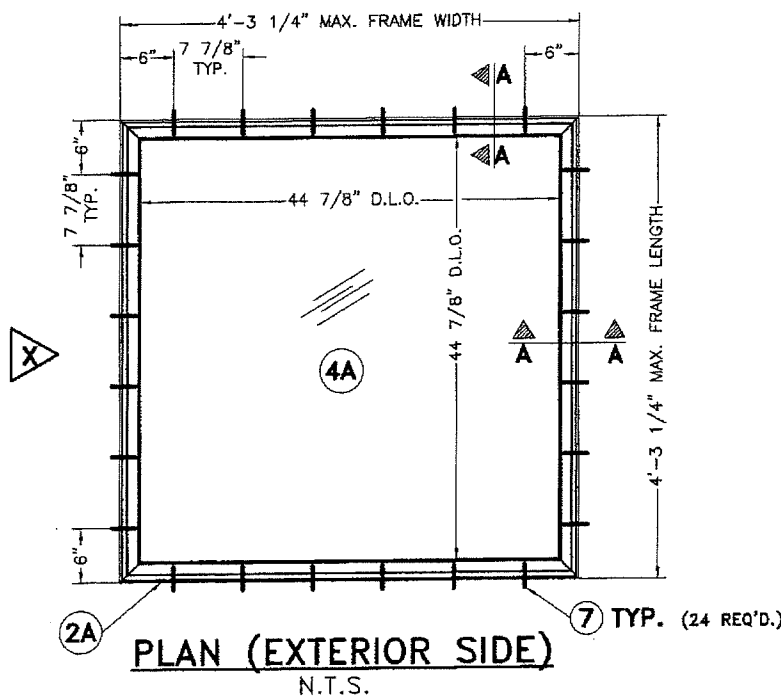 4'-3 1/4" MAX. FRAME WIDTH
6"
7 7/8"
TYP.
6"
A
A
6"
7 7/8"
TYP.
44 7/8" D.L.O.
44 7/8" D.L.O.
4'-3 1/4" MAX. FRAME LENGTH
X
A
A
4A
6"
2A
7 TYP. (24 REQ'D.)
PLAN (EXTERIOR SIDE)
N.T.S.